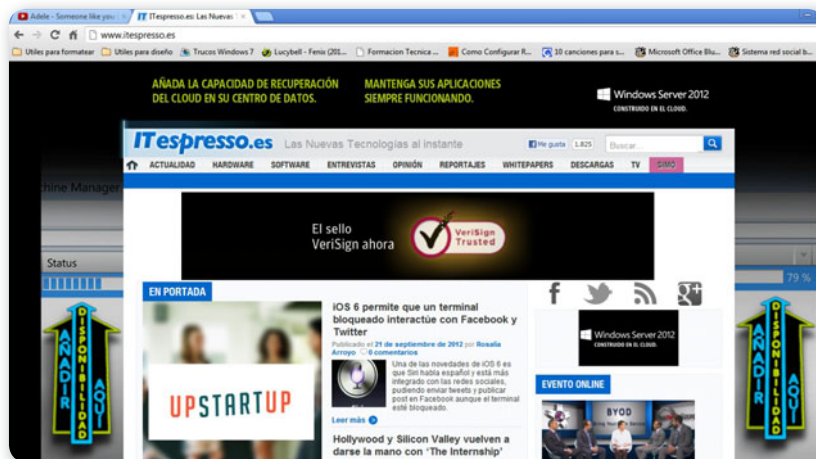 Adele - Someone like you
ITespresso.es: Las Nuevas
www.itespresso.es
Utiles para formatear
Utiles para diseño
Trucos Windows 7
Lucybell - Fenix (201...
Formacion Tecnica ...
Como Configurar R...
10 canciones para s...
Microsoft Office Blu...
Sistema red social b...
AÑADA LA CAPACIDAD DE RECUPERACIÓN
DEL CLOUD EN SU CENTRO DE DATOS.
MANTENGA SUS APLICACIONES
SIEMPRE FUNCIONANDO.
Windows Server 2012
CONSTRUIDO EN EL CLOUD.
ITespresso.es
Las Nuevas Tecnologías al instante
Me gusta
1.825
Buscar...
ACTUALIDAD HARDWARE SOFTWARE ENTREVISTAS OPINIÓN REPORTAJES WHITEPAPERS DESCARGAS TV SIMO
hine Manager
El sello
VeriSign ahora
VeriSign
Trusted
Status
79 %
AÑADIR
DISPONIBILIDAD
AQUÍ
EN PORTADA
UPSTARTUP
iOS 6 permite que un terminal
bloqueado interactúe con Facebook y
Twitter
Publicado el 21 de septiembre de 2012 por Rosalía
Arroyo 0 comentarios
Una de las novedades de iOS 6 es
que Siri habla español y está más
integrado con las redes sociales,
pudiendo enviar tweets y publicar
post en Facebook aunque el terminal
esté bloqueado.
Leer más
Hollywood y Silicon Valley vuelven a
darse la mano con 'The Internship'
Windows Server 2012
CONSTRUIDO EN EL CLOUD.
EVENTO ONLINE
BYOD
AÑADIR
DISPONIBILIDAD
AQUÍ